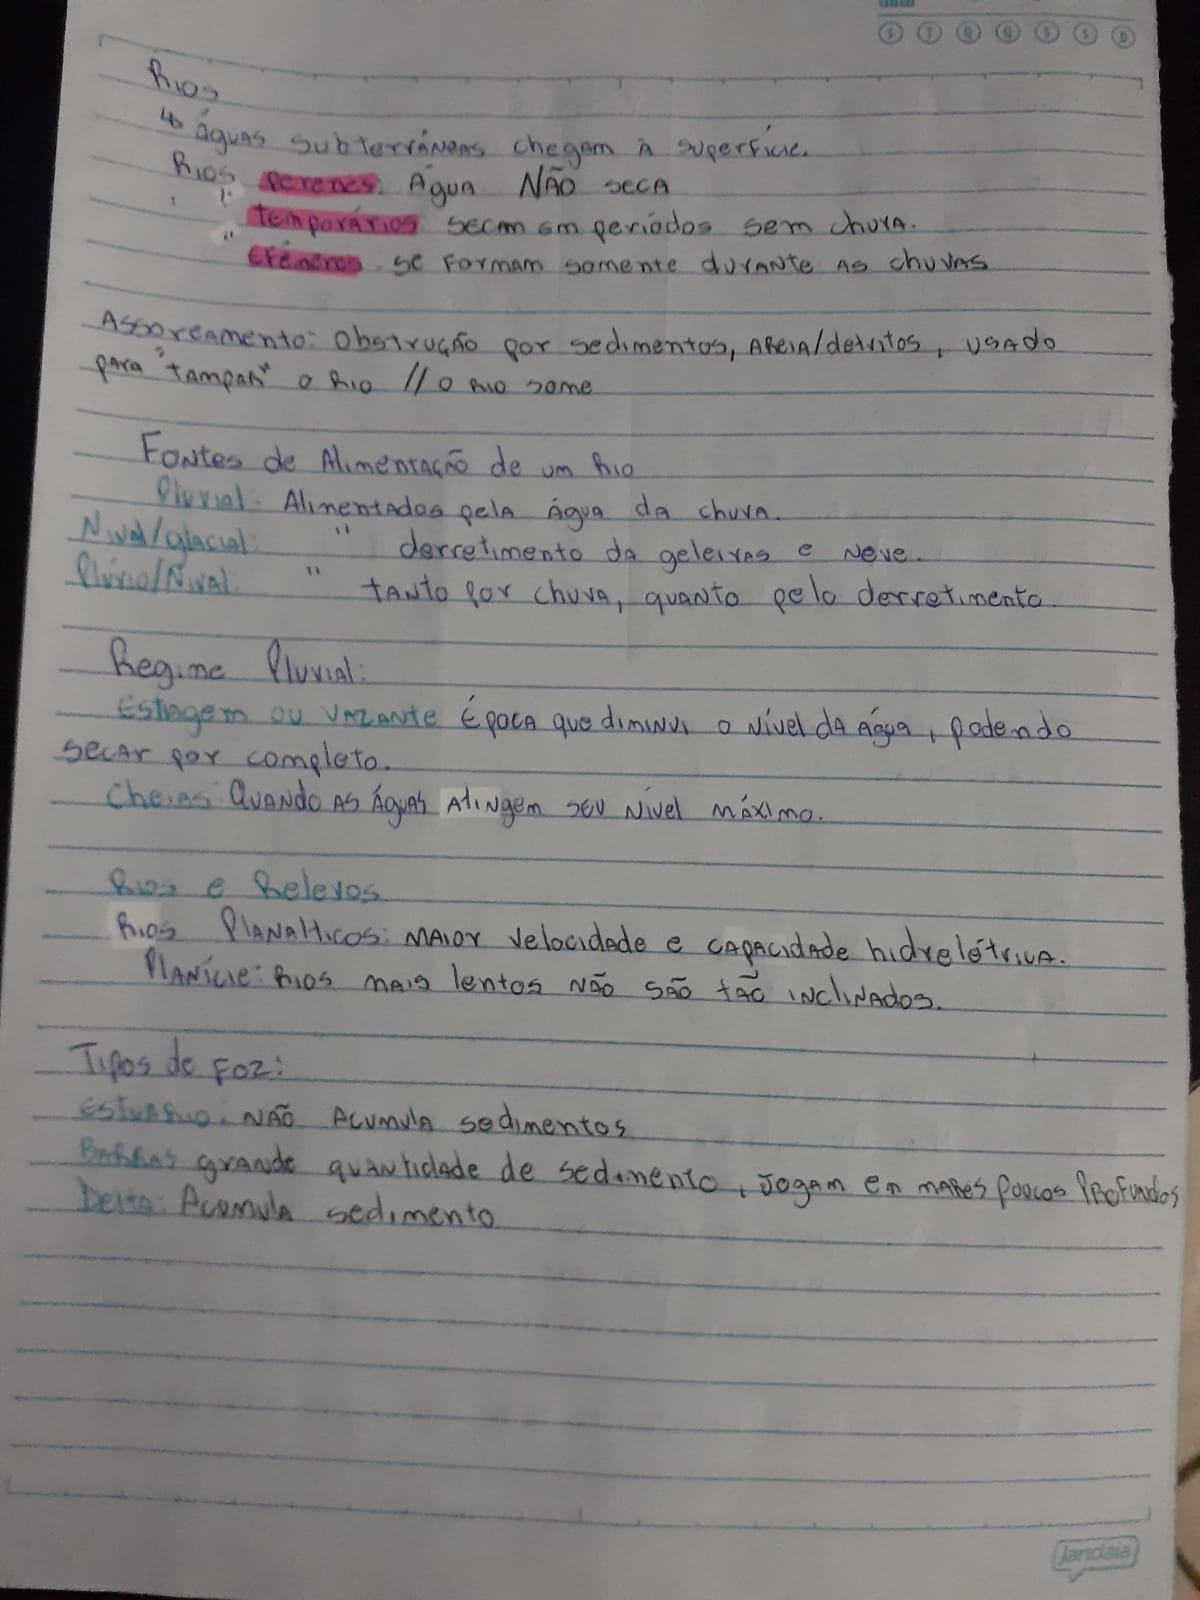 S T Q Q S S D
Rios
↳ Águas subterrâneas chegam à superfície.
Rios perenes: Água NÃO seca
" temporários secam em períodos sem chuva.
" Efêmeros se formam somente durante as chuvas
Assoreamento: Obstrução por sedimentos, Areia/detritos, usado
para "tampar" o Rio // o Rio some
Fontes de Alimentação de um Rio
Pluvial: Alimentados pela Água da chuva.
Nival/glacial: " derretimento da geleiras e neve.
Plúvio/Nival: " tanto por chuva, quanto pelo derretimento
Regime Pluvial:
Estiagem ou vazante Época que diminui o nível da água, podendo
secar por completo.
Cheias Quando as águas atingem seu nível máximo.
Rios e Relevos
Rios Planálticos: Maior velocidade e capacidade hidrelétrica.
Planície: Rios mais lentos não são tão inclinados.
Tipos de Foz:
Estuário: NÃO Acumula sedimentos
Barras grande quantidade de sedimento, jogam em mares poucos profundos
Delta: Acumula sedimento
Jandaia